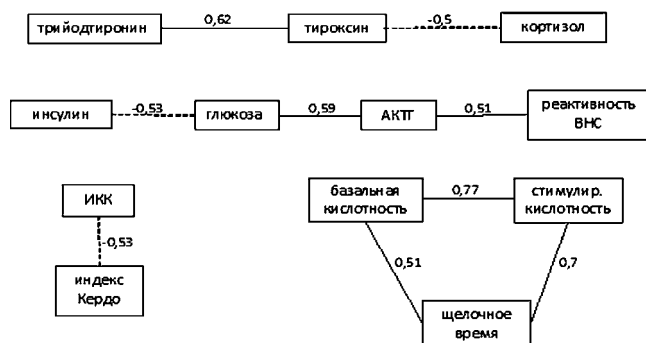 трийодтиронин 0,62 тироксин -0,5 кортизол
инсулин -0,53 глюкоза 0,59 АКТГ 0,51 реактивность
ВНС
ИКК
-0,53
индекс
Кердо
базальная
кислотность
0,77
стимулир.
кислотность
0,51
0,7
щелочное
время